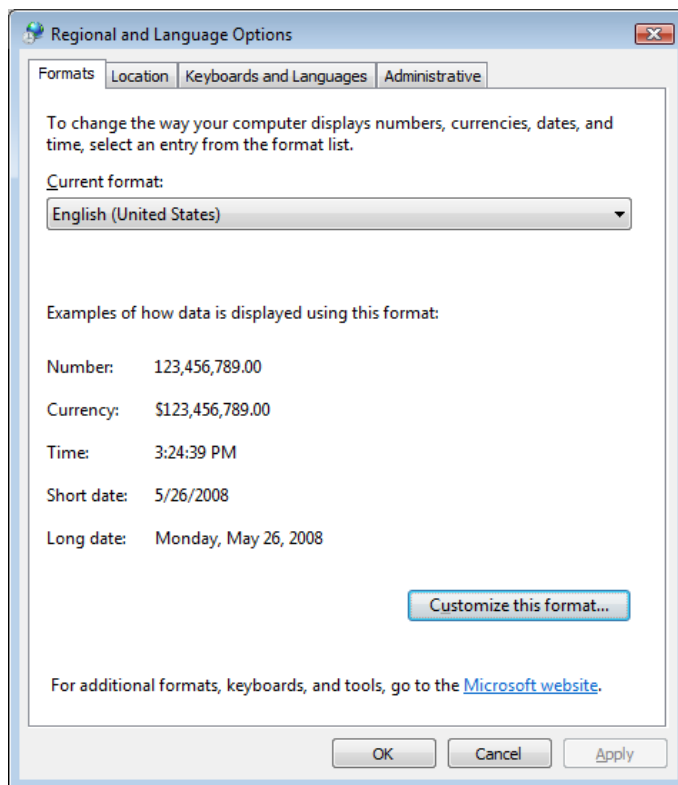 Regional and Language Options
Formats Location Keyboards and Languages Administrative
To change the way your computer displays numbers, currencies, dates, and
time, select an entry from the format list.
Current format:
English (United States)
Examples of how data is displayed using this format:
Number: 123,456,789.00
Currency: $123,456,789.00
Time: 3:24:39 PM
Short date: 5/26/2008
Long date: Monday, May 26, 2008
Customize this format...
For additional formats, keyboards, and tools, go to the Microsoft website.
OK Cancel Apply